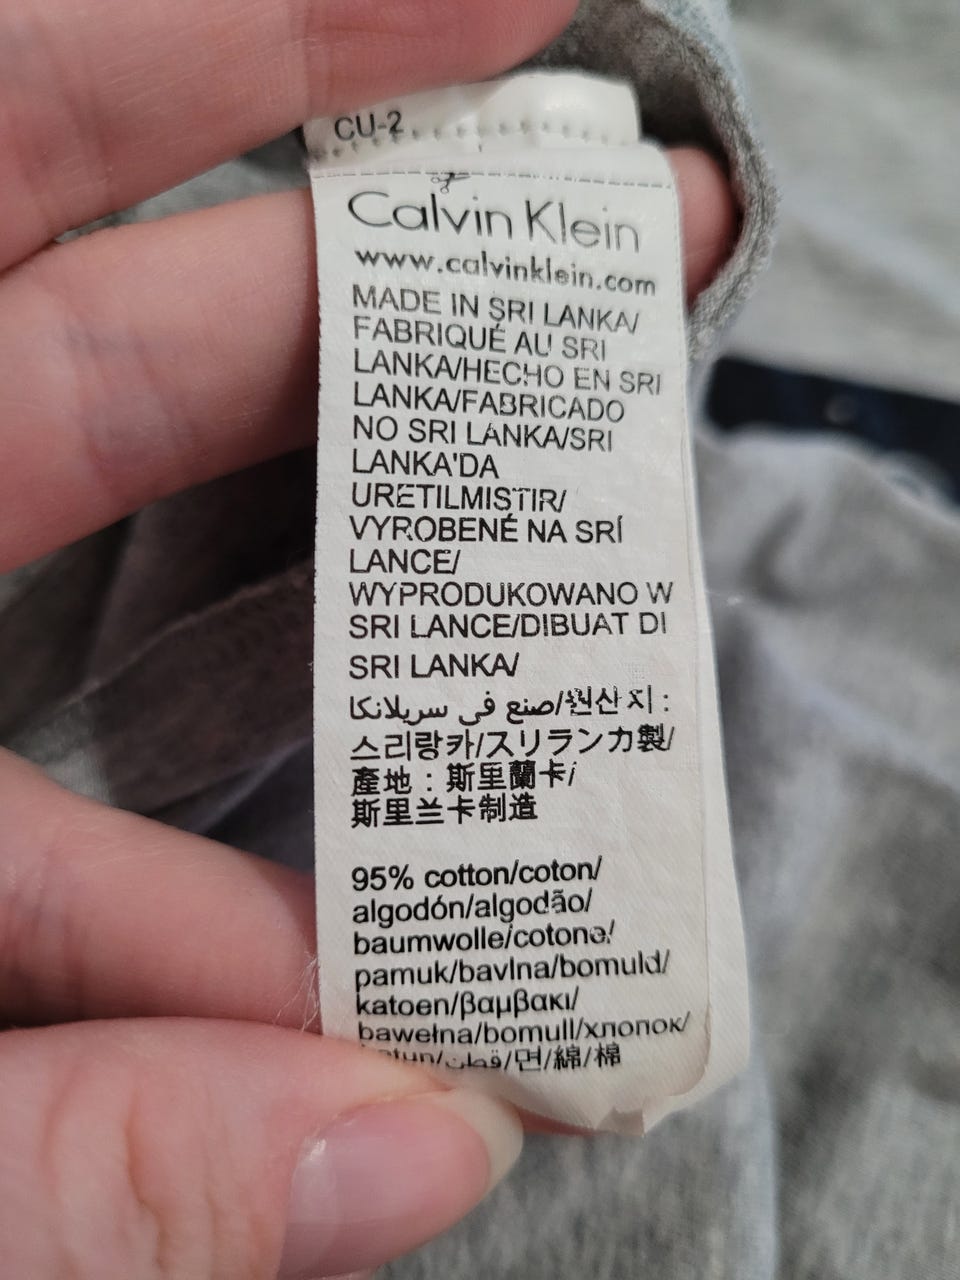 CU-2
Calvin Klein
www.calvinklein.com
MADE IN SRI LANKA/
FABRIQUÉ AU SRI
LANKA/HECHO EN SRI
LANKA/FABRICADO
NO SRI LANKA/SRI
LANKA'DA
URETILMISTIR/
VYROBENÉ NA SRÍ
LANCE/
WYPRODUKOWANO W
SRI LANCE/DIBUAT DI
SRI LANKA/
صنع في سريلانكا/원산지:
스리랑카/スリランカ製/
產地：斯里蘭卡/
斯里兰卡制造
95% cotton/coton/
algodón/algodão/
baumwolle/cotone/
pamuk/bavlna/bomuld/
katoen/βαμβακι/
bawełna/bomull/хлопок/
/قطن/면/綿/棉